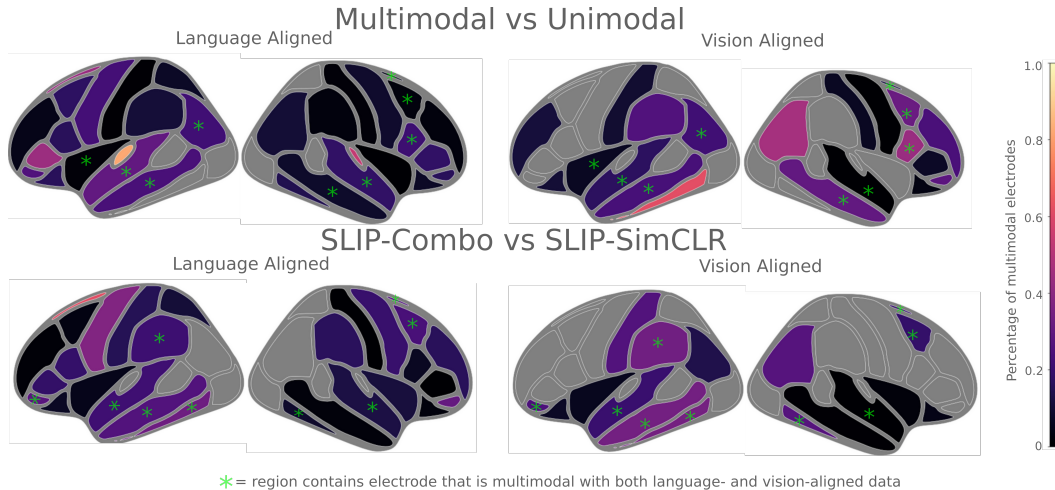 Multimodal vs Unimodal
Language Aligned
Vision Aligned
SLIP-Combo vs SLIP-SimCLR
Language Aligned
Vision Aligned
1.0
0.8
0.6
0.4
0.2
0
Percentage of multimodal electrodes
= region contains electrode that is multimodal with both language- and vision-aligned data